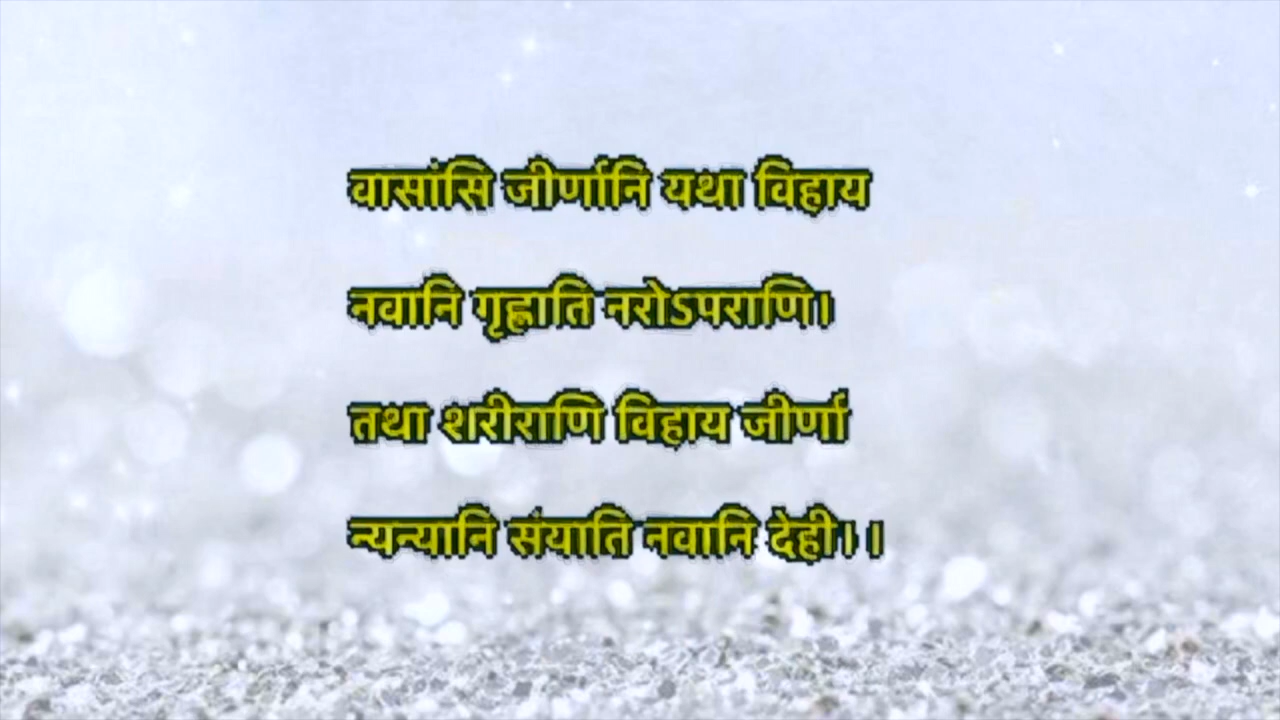 वासांसि जीर्णानि यथा विहाय
नवानि गृह्णाति नरोऽपराणि।
तथा शरीराणि विहाय जीर्णा
न्यन्यानि संयाति नवानि देही।।